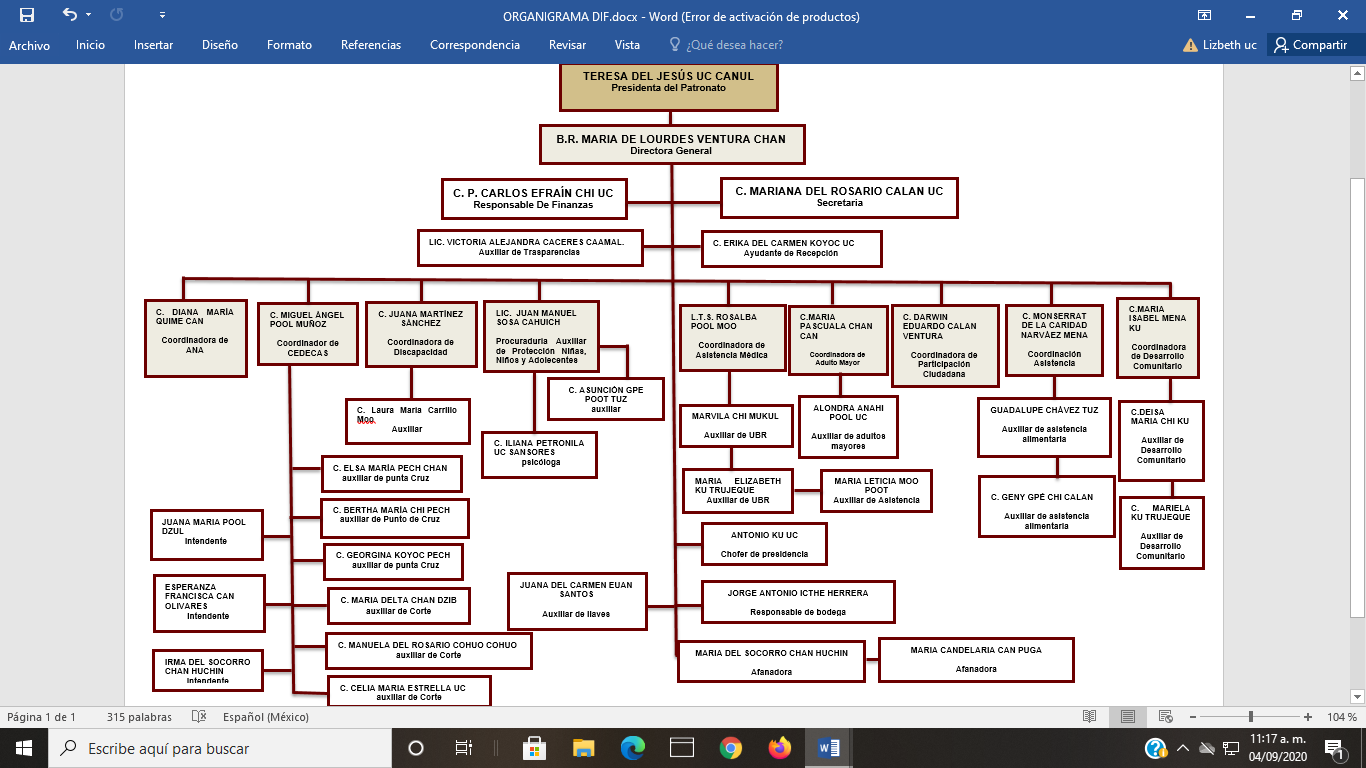 ORGANIGRAMA DIF.docx - Word (Error de activación de productos)
Archivo Inicio Insertar Diseño Formato Referencias Correspondencia Revisar Vista ¿Qué desea hacer? Lizbeth uc Compartir
TERESA DEL JESÚS UC CANUL
Presidenta del Patronato
B.R. MARIA DE LOURDES VENTURA CHAN
Directora General
C. P. CARLOS EFRAÍN CHI UC
Responsable De Finanzas
C. MARIANA DEL ROSARIO CALAN UC
Secretaria
LIC. VICTORIA ALEJANDRA CACERES CAAMAL.
Auxiliar de Trasparencias
C. ERIKA DEL CARMEN KOYOC UC
Ayudante de Recepción
C. DIANA MARÍA
QUIME CAN
Coordinadora de
ANA
C. MIGUEL ÁNGEL
POOL MUÑOZ
Coordinador de
CEDECAS
C. JUANA MARTÍNEZ
SÁNCHEZ
Coordinadora de
Discapacidad
LIC. JUAN MANUEL
SOSA CAHUICH
Procuraduría Auxiliar
de Protección Niñas,
Niños y Adolecentes
L.T.S. ROSALBA
POOL MOO
Coordinadora de
Asistencia Médica
C.MARIA
PASCUALA CHAN
CAN
Coordinadora de
Adulto Mayor
C. DARWIN
EDUARDO CALAN
VENTURA
Coordinadora de
Participación
Ciudadana
C. MONSERRAT
DE LA CARIDAD
NARVÁEZ MENA
Coordinación
Asistencia
C.MARIA
ISABEL MENA
KU
Coordinadora
de Desarrollo
Comunitario
C. ASUNCIÓN GPE
POOT TUZ
auxiliar
C. Laura María Carrillo
Moo.
Auxiliar
C. ILIANA PETRONILA
UC SANSORES
psicóloga
MARVILA CHI MUKUL
Auxiliar de UBR
ALONDRA ANAHI
POOL UC
Auxiliar de adultos
mayores
GUADALUPE CHÁVEZ TUZ
Auxiliar de asistencia
alimentaria
C.DEISA
MARIA CHI KU
Auxiliar de
Desarrollo
Comunitario
C. ELSA MARÍA PECH CHAN
auxiliar de punta Cruz
MARIA ELIZABETH
KU TRUJEQUE
Auxiliar de UBR
MARIA LETICIA MOO
POOT
Auxiliar de Asistencia
C. GENY GPÉ CHI CALAN
Auxiliar de asistencia
alimentaria
C. MARIELA
KU TRUJEQUE
Auxiliar de
Desarrollo
Comunitario
C. BERTHA MARÍA CHI PECH
auxiliar de Punto de Cruz
JUANA MARIA POOL
DZUL
Intendente
ANTONIO KU UC
Chofer de presidencia
C. GEORGINA KOYOC PECH
auxiliar de punta Cruz
ESPERANZA
FRANCISCA CAN
OLIVARES
Intendente
C. MARIA DELTA CHAN DZIB
auxiliar de Corte
JUANA DEL CARMEN EUAN
SANTOS
Auxiliar de llaves
JORGE ANTONIO ICTHE HERRERA
Responsable de bodega
C. MANUELA DEL ROSARIO COHUO COHUO
auxiliar de Corte
IRMA DEL SOCORRO
CHAN HUCHIN
Intendente
MARIA DEL SOCORRO CHAN HUCHIN
Afanadora
MARIA CANDELARIA CAN PUGA
Afanadora
C. CELIA MARIA ESTRELLA UC
auxiliar de Corte
Página 1 de 1 315 palabras Español (México) 104 %
Escribe aquí para buscar
11:17 a. m.
04/09/2020
1